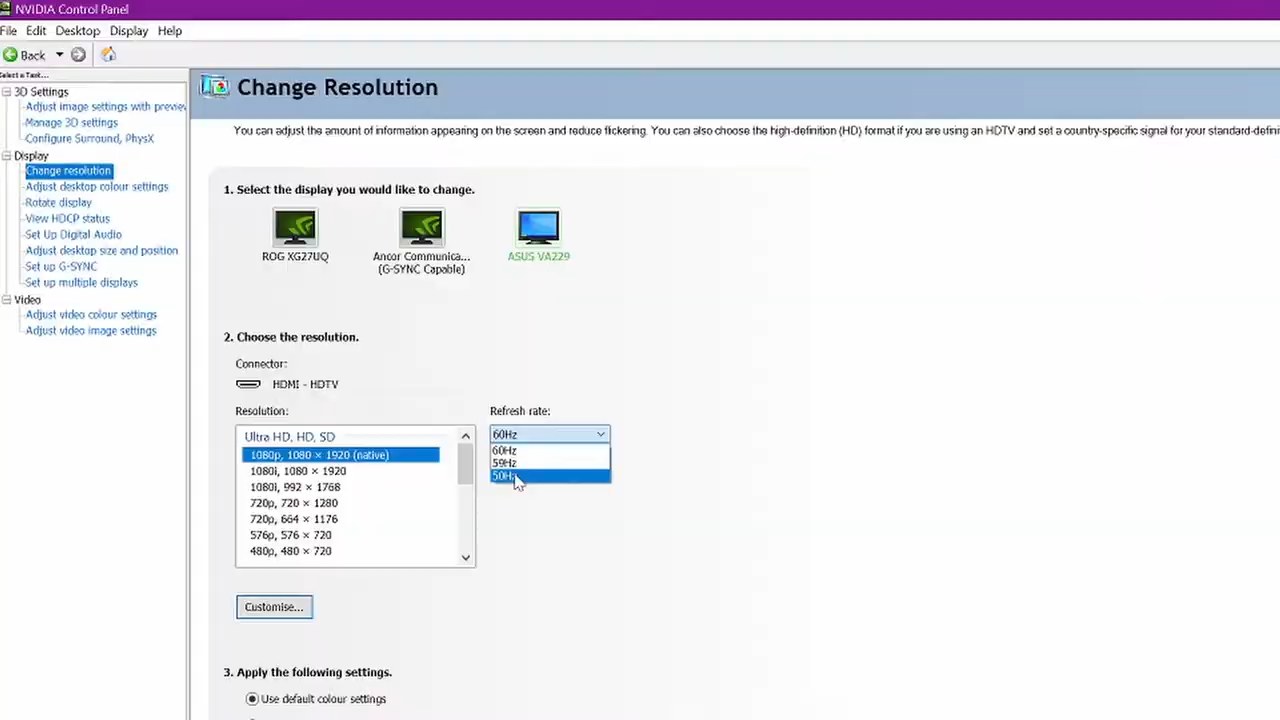 NVIDIA Control Panel
File Edit Desktop Display Help
Back
Select a Task...
3D Settings
Adjust image settings with preview
Manage 3D settings
Configure Surround, PhysX
Display
Change resolution
Adjust desktop colour settings
Rotate display
View HDCP status
Set Up Digital Audio
Adjust desktop size and position
Set up G-SYNC
Set up multiple displays
Video
Adjust video colour settings
Adjust video image settings
Change Resolution
You can adjust the amount of information appearing on the screen and reduce flickering. You can also choose the high-definition (HD) format if you are using an HDTV and set a country-specific signal for your standard-defini
1. Select the display you would like to change.
ROG XG27UQ
Ancor Communica...
(G-SYNC Capable)
ASUS VA229
2. Choose the resolution.
Connector:
HDMI - HDTV
Resolution:
Ultra HD, HD, SD
1080p, 1080 × 1920 (native)
1080i, 1080 × 1920
1080i, 992 × 1768
720p, 720 × 1280
720p, 664 × 1176
576p, 576 × 720
480p, 480 × 720
Refresh rate:
60Hz
60Hz
59Hz
50Hz
Customise...
3. Apply the following settings.
Use default colour settings